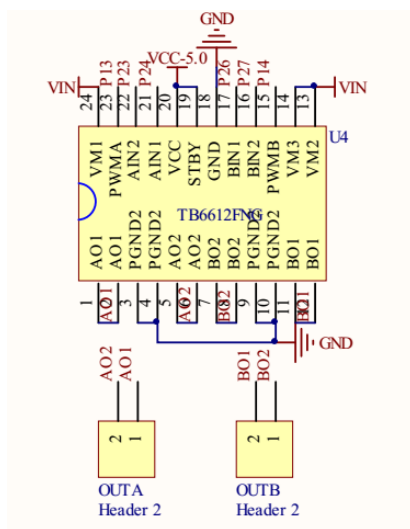 GND
VCC-5.0
VIN P13 P23 P24 P26 P27 P14 VIN
24 23 22 21 20 19 18 17 16 15 14 13
U4
VM1 PWMA AIN2 AIN1 VCC STBY GND BIN1 BIN2 PWMB VM3 VM2
TB6612FNG
AO1 AO1 PGND2 PGND2 AO2 AO2 BO2 BO2 PGND2 PGND2 BO1 BO1
1 2 3 4 5 6 7 8 9 10 11
AO1 AO2
GND
AO2 AO1 BO1 BO2
2 1 2 1
OUTA OUTB
Header 2 Header 2